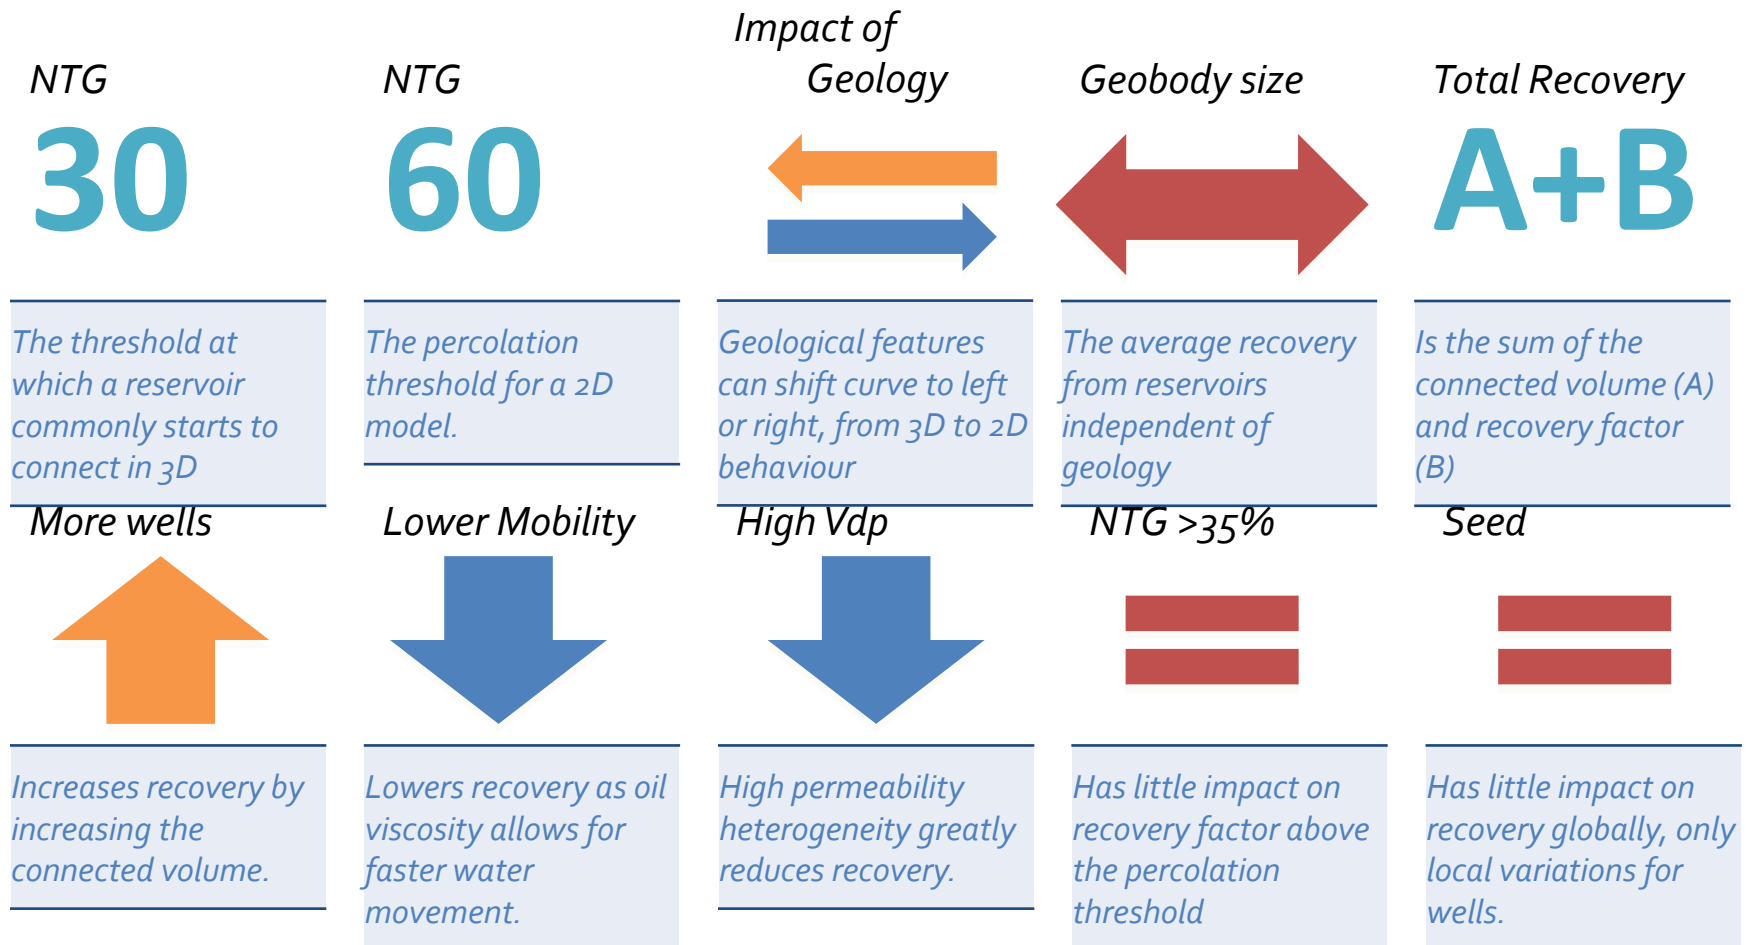 NTG
30
The threshold at
which a reservoir
commonly starts to
connect in 3D
NTG
60
The percolation
threshold for a 2D
model.
Impact of
Geology
Geological features
can shift curve to left
or right, from 3D to 2D
behaviour
Geobody size
The average recovery
from reservoirs
independent of
geology
Total Recovery
A+B
Is the sum of the
connected volume (A)
and recovery factor
(B)
More wells
Increases recovery by
increasing the
connected volume.
Lower Mobility
Lowers recovery as oil
viscosity allows for
faster water
movement.
High Vdp
High permeability
heterogeneity greatly
reduces recovery.
NTG >35%
Has little impact on
recovery factor above
the percolation
threshold
Seed
Has little impact on
recovery globally, only
local variations for
wells.